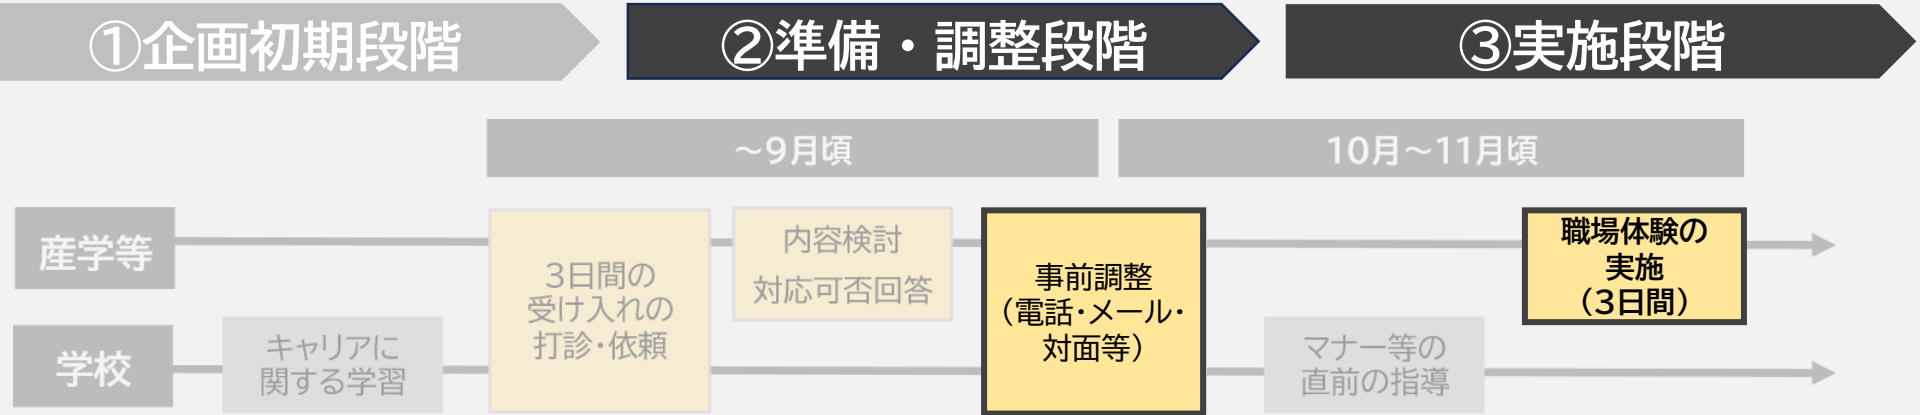 ①企画初期段階
②準備・調整段階
③実施段階
～9月頃
10月～11月頃
産学等
学校
キャリアに
関する学習
3日間の
受け入れの
打診・依頼
内容検討
対応可否回答
事前調整
（電話・メール・
対面等）
マナー等の
直前の指導
職場体験の
実施
（3日間）